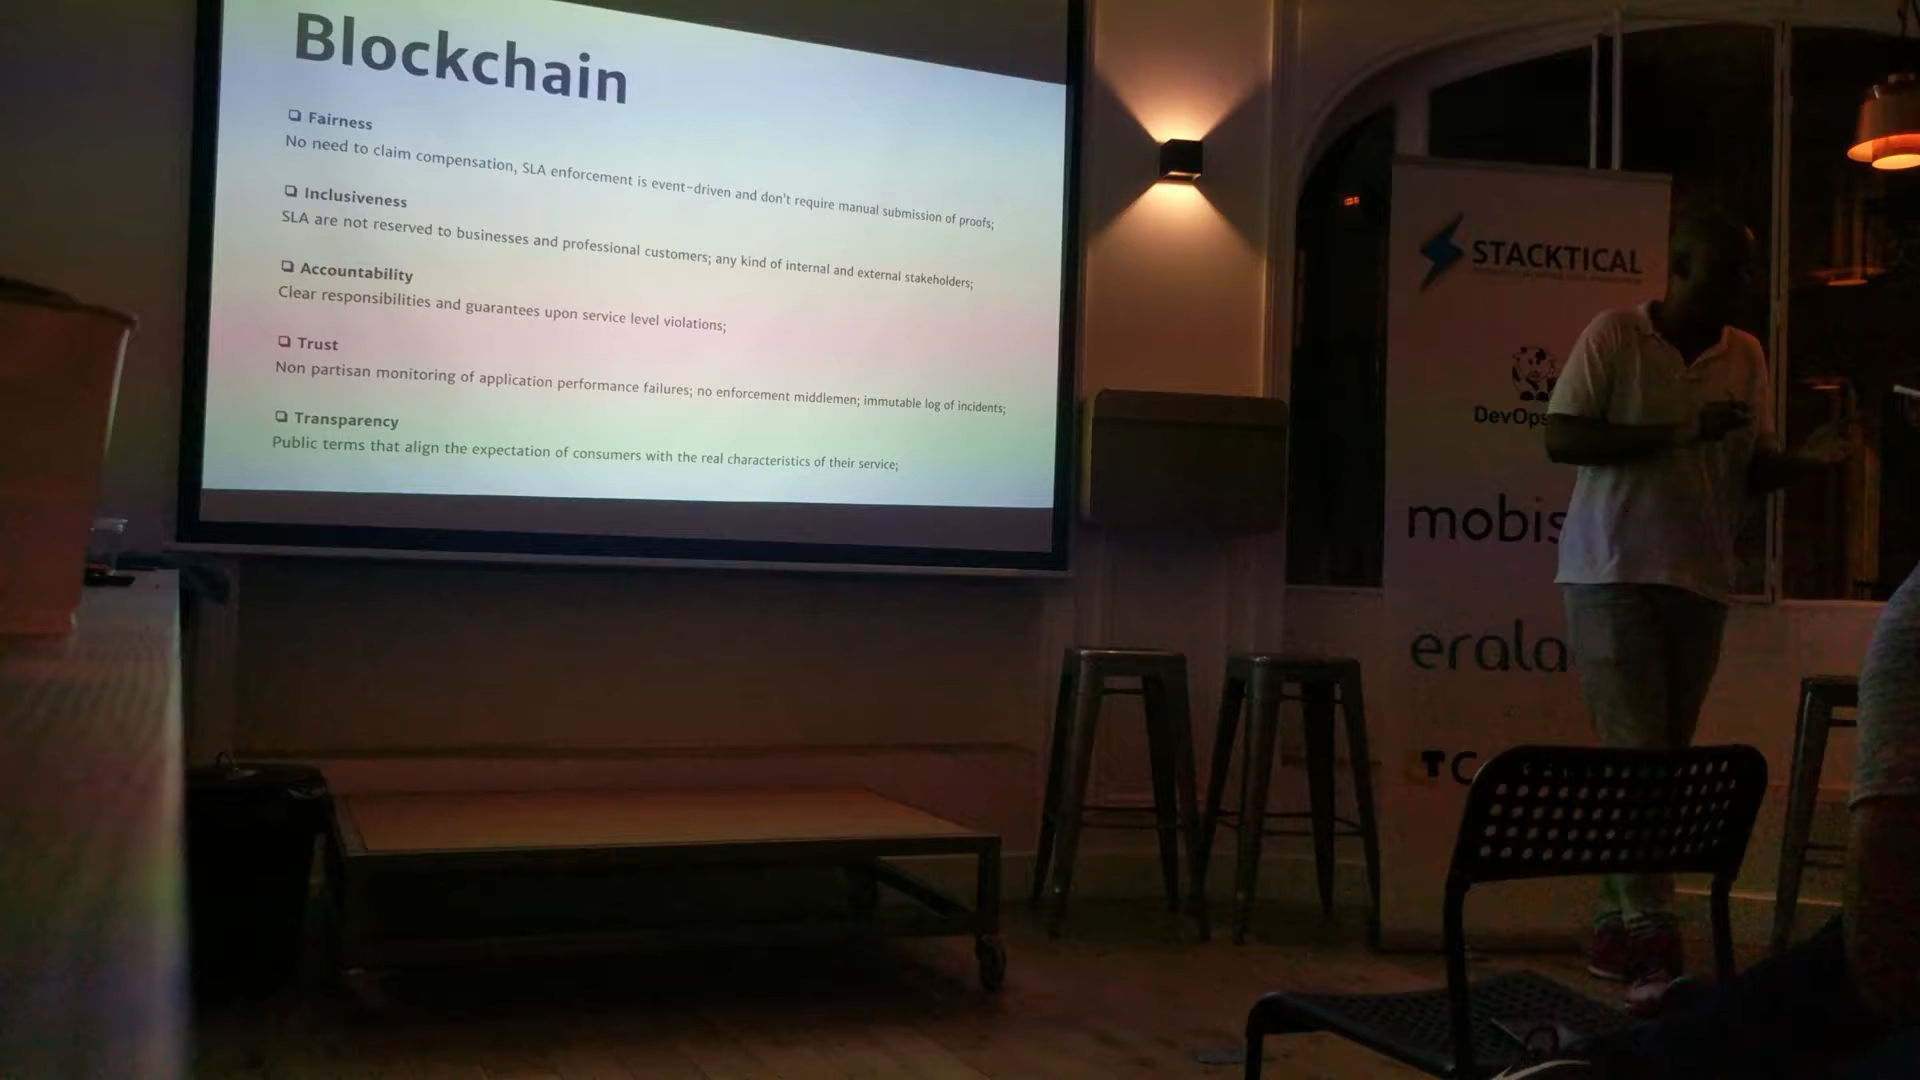 Blockchain
❑ Fairness
No need to claim compensation, SLA enforcement is event-driven and don't require manual submission of proofs;
❑ Inclusiveness
SLA are not reserved to businesses and professional customers; any kind of internal and external stakeholders;
❑ Accountability
Clear responsibilities and guarantees upon service level violations;
❑ Trust
Non partisan monitoring of application performance failures; no enforcement middlemen; immutable log of incidents;
❑ Transparency
Public terms that align the expectation of consumers with the real characteristics of their service;
STACKTICAL
DevOps
mobis
erala
TC